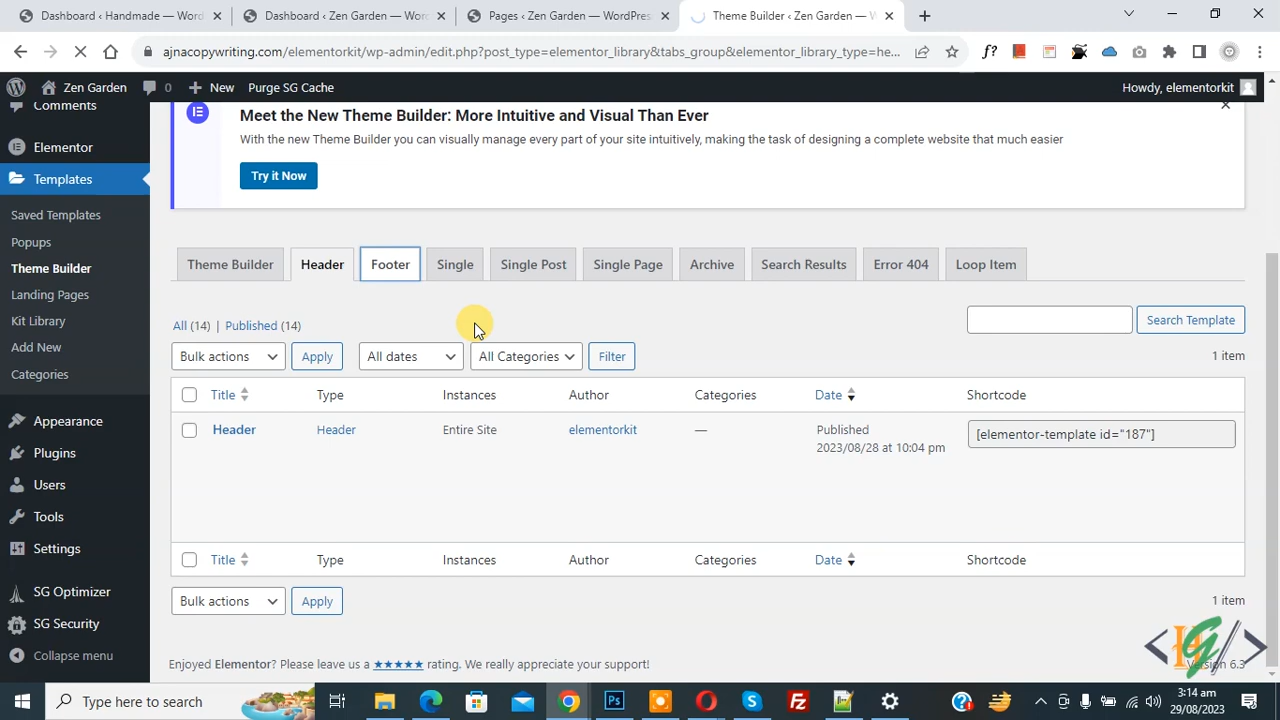 Dashboard ‹ Handmade — Word
Dashboard ‹ Zen Garden — Wor
Pages ‹ Zen Garden — WordPres
Theme Builder ‹ Zen Garden — W
ajnacopywriting.com/elementorkit/wp-admin/edit.php?post_type=elementor_library&tabs_group&elementor_library_type=he...
f?
Zen Garden 0 New Purge SG Cache Howdy, elementorkit
Comments
Elementor
Templates
Saved Templates
Popups
Theme Builder
Landing Pages
Kit Library
Add New
Categories
Appearance
Plugins
Users
Tools
Settings
SG Optimizer
SG Security
Collapse menu
Meet the New Theme Builder: More Intuitive and Visual Than Ever
With the new Theme Builder you can visually manage every part of your site intuitively, making the task of designing a complete website that much easier
Try it Now
Theme Builder Header Footer Single Single Post Single Page Archive Search Results Error 404 Loop Item
All (14) | Published (14)
Search Template
Bulk actions Apply All dates All Categories Filter 1 item
Title Type Instances Author Categories Date Shortcode
Header Header Entire Site elementorkit — Published [elementor-template id="187"]
2023/08/28 at 10:04 pm
Title Type Instances Author Categories Date Shortcode
Bulk actions Apply 1 item
Enjoyed Elementor? Please leave us a ★★★★★ rating. We really appreciate your support!
Version 6.3
Type here to search
Ps
3:14 am
29/08/2023